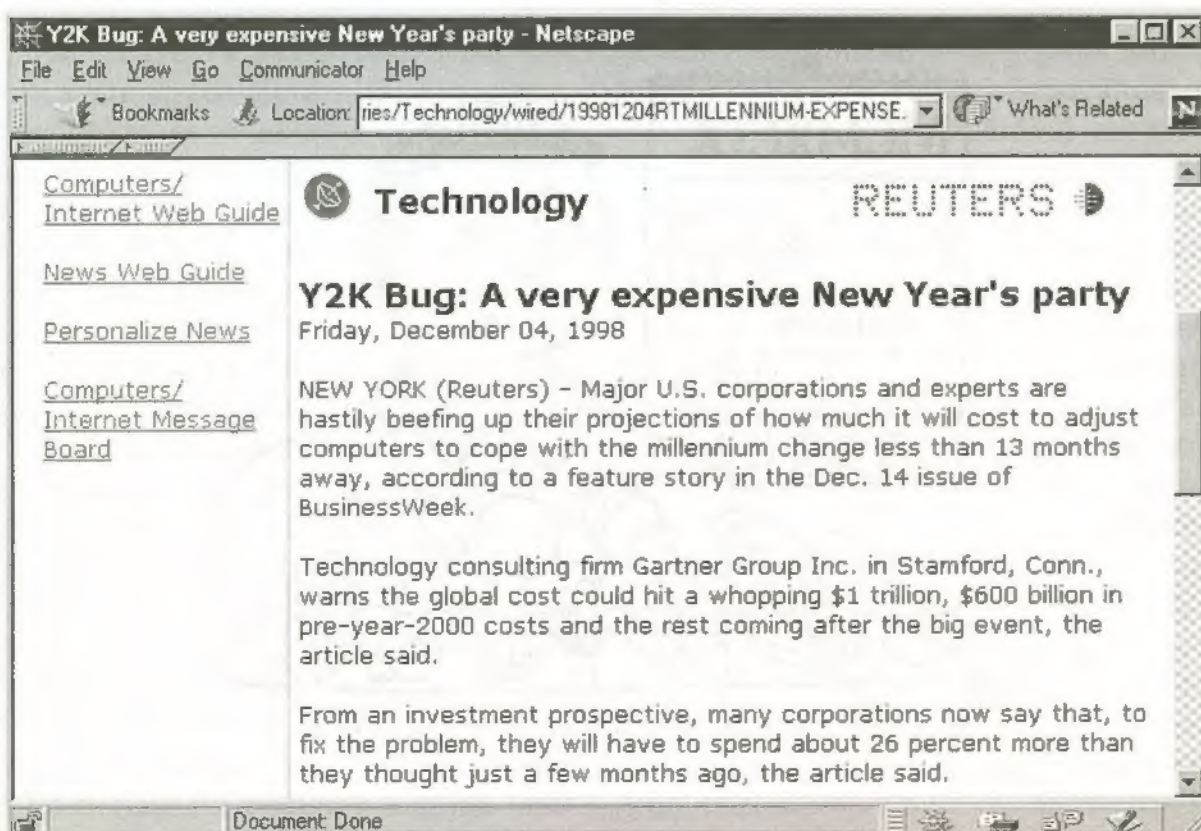 Y2K Bug: A very expensive New Year's party - Netscape
File Edit View Go Communicator Help
Bookmarks Location: ries/Technology/wired/19981204RTMILLENNIUM-EXPENSE. What's Related N
Computers/
Internet Web Guide
News Web Guide
Personalize News
Computers/
Internet Message
Board
Technology REUTERS
Y2K Bug: A very expensive New Year's party
Friday, December 04, 1998
NEW YORK (Reuters) - Major U.S. corporations and experts are
hastily beefing up their projections of how much it will cost to adjust
computers to cope with the millennium change less than 13 months
away, according to a feature story in the Dec. 14 issue of
BusinessWeek.
Technology consulting firm Gartner Group Inc. in Stamford, Conn.,
warns the global cost could hit a whopping $1 trillion, $600 billion in
pre-year-2000 costs and the rest coming after the big event, the
article said.
From an investment prospective, many corporations now say that, to
fix the problem, they will have to spend about 26 percent more than
they thought just a few months ago, the article said.
Document: Done